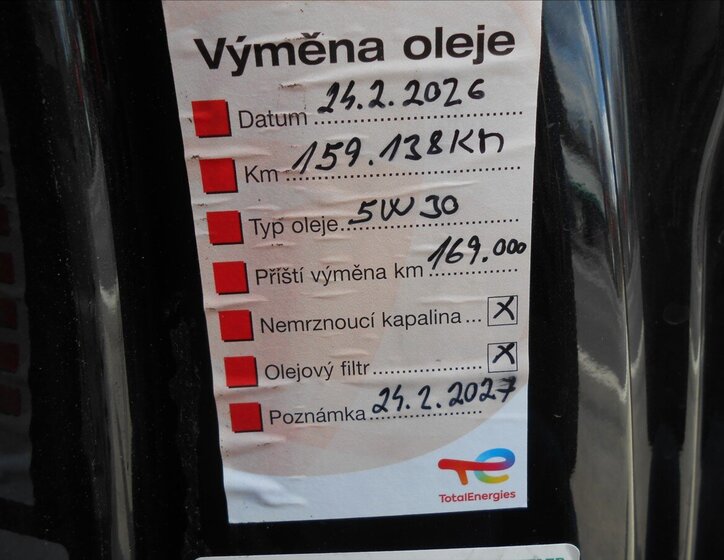 Výměna oleje
Datum 24.2.2026
Km 159.138 Km
Typ oleje 5W30
Příští výměna km 169.000
Nemrznoucí kapalina... X
Olejový filtr X
Poznámka 24.2.2027
TotalEnergies